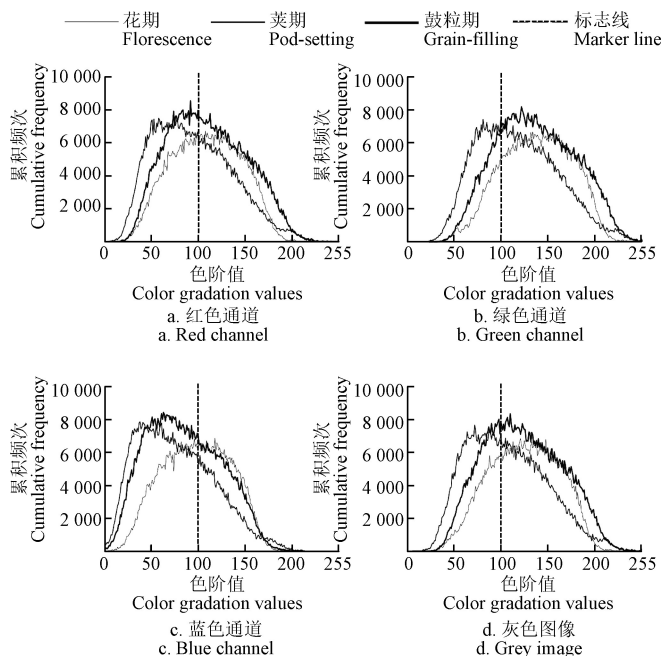 花期 荚期 鼓粒期 标志线
Florescence Pod-setting Grain-filling Marker line
累积频次
Cumulative frequency
10 000
8 000
6 000
4 000
2 000
0 50 100 150 200 255
色阶值
Color gradation values
a. 红色通道
a. Red channel
累积频次
Cumulative frequency
10 000
8 000
6 000
4 000
2 000
0 50 100 150 200 255
色阶值
Color gradation values
b. 绿色通道
b. Green channel
累积频次
Cumulative frequency
10 000
8 000
6 000
4 000
2 000
0 50 100 150 200 255
色阶值
Color gradation values
c. 蓝色通道
c. Blue channel
累积频次
Cumulative frequency
10 000
8 000
6 000
4 000
2 000
0 50 100 150 200 255
色阶值
Color gradation values
d. 灰色图像
d. Grey image